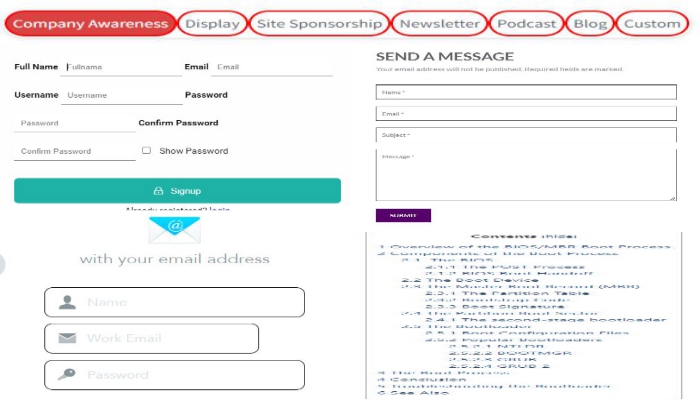 Company Awareness Display Site Sponsorship Newsletter Podcast Blog Custom
Full Name Fullname Email Email
Username Username Password
Password Confirm Password
Confirm Password Show Password
Signup
Already registered? login
@
with your email address
Name
Work Email
Password
SEND A MESSAGE
Your email address will not be published. Required fields are marked.
Name *
Email *
Subject *
Message *
SUBMIT
Contents [hide]
1 Overview of the BIOS/MBR Boot Process
2 Components of the Boot Process
2.1 The BIOS
2.1.1 The POST Process
2.1.2 BIOS Boot Handoff
2.2 The Boot Device
2.3 The Master Boot Record (MBR)
2.3.1 The Partition Table
2.3.2 Bootstrap Code
2.3.3 Boot Signature
2.4 The Partition Boot Sector
2.4.1 The second-stage bootloader
2.5 The Bootloader
2.5.1 Boot Configuration Files
2.5.2 Popular Bootloaders
2.5.2.1 NTLDR
2.5.2.2 BOOTMGR
2.5.2.3 GRUB
2.5.2.4 GRUB 2
3 The Boot Process
4 Conclusion
5 Troubleshooting the Bootloader
6 See Also